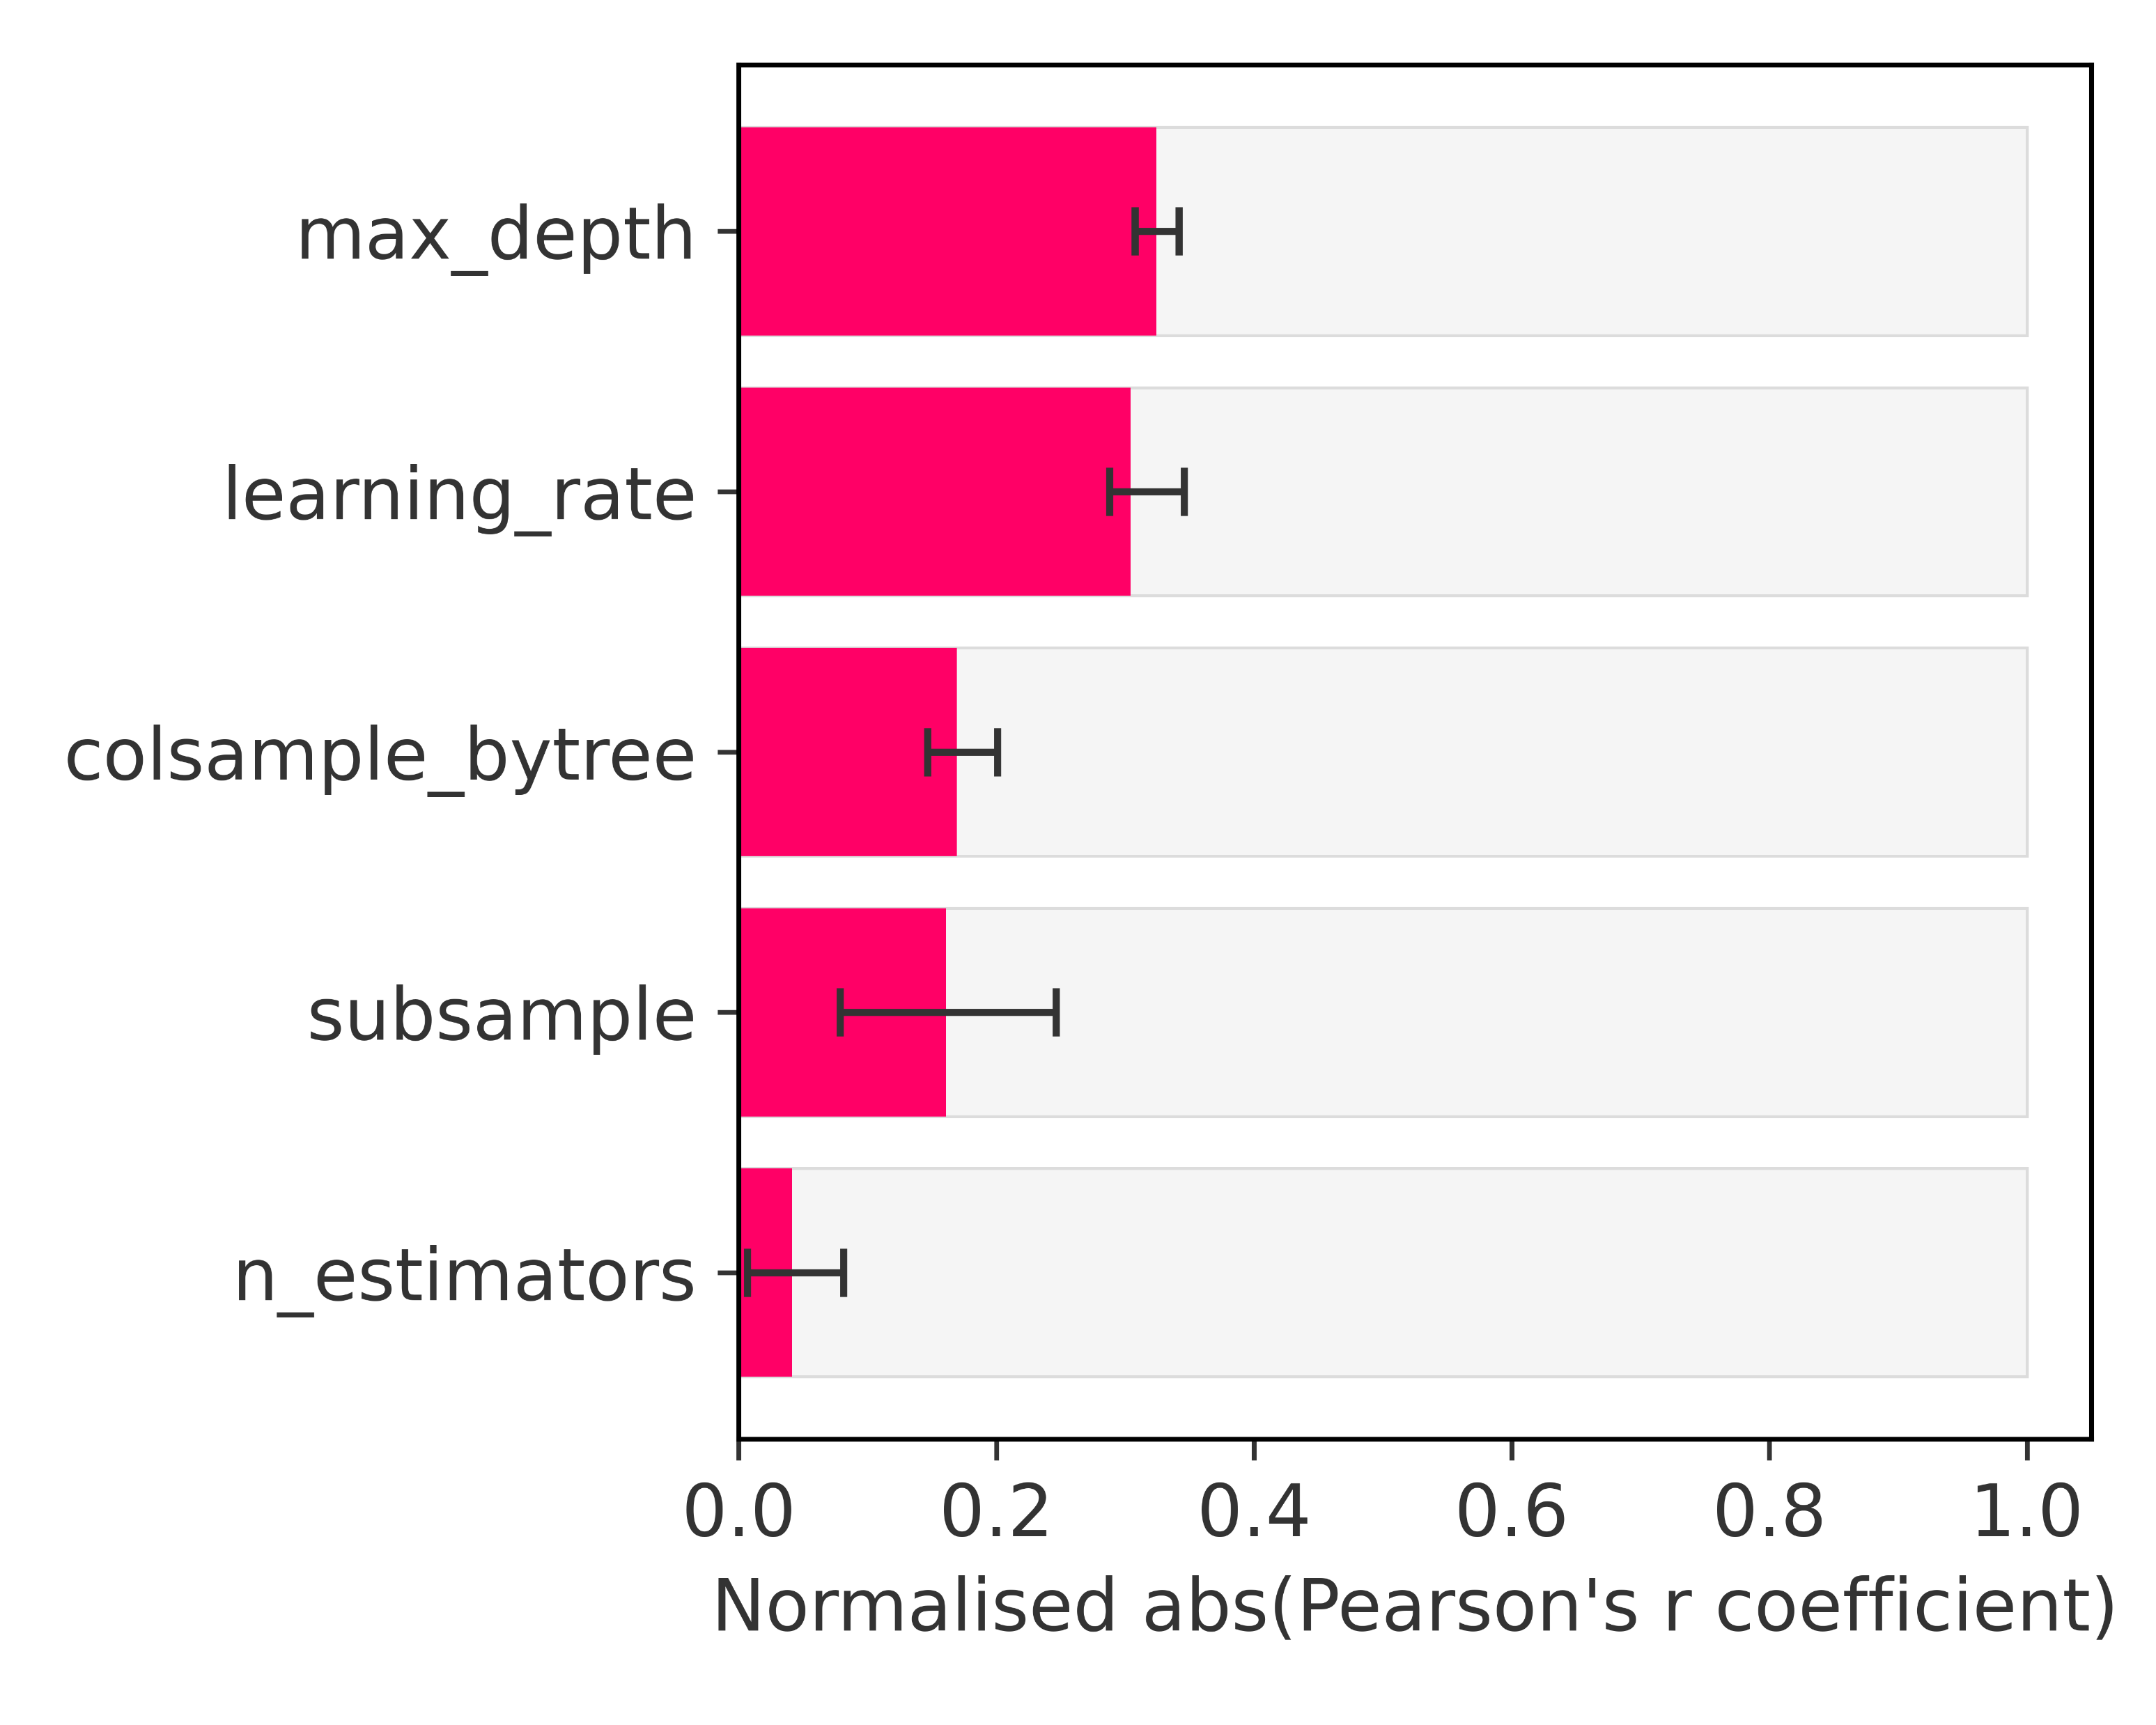 max_depth
learning_rate
colsample_bytree
subsample
n_estimators
0.0 0.2 0.4 0.6 0.8 1.0
Normalised abs(Pearson's r coefficient)